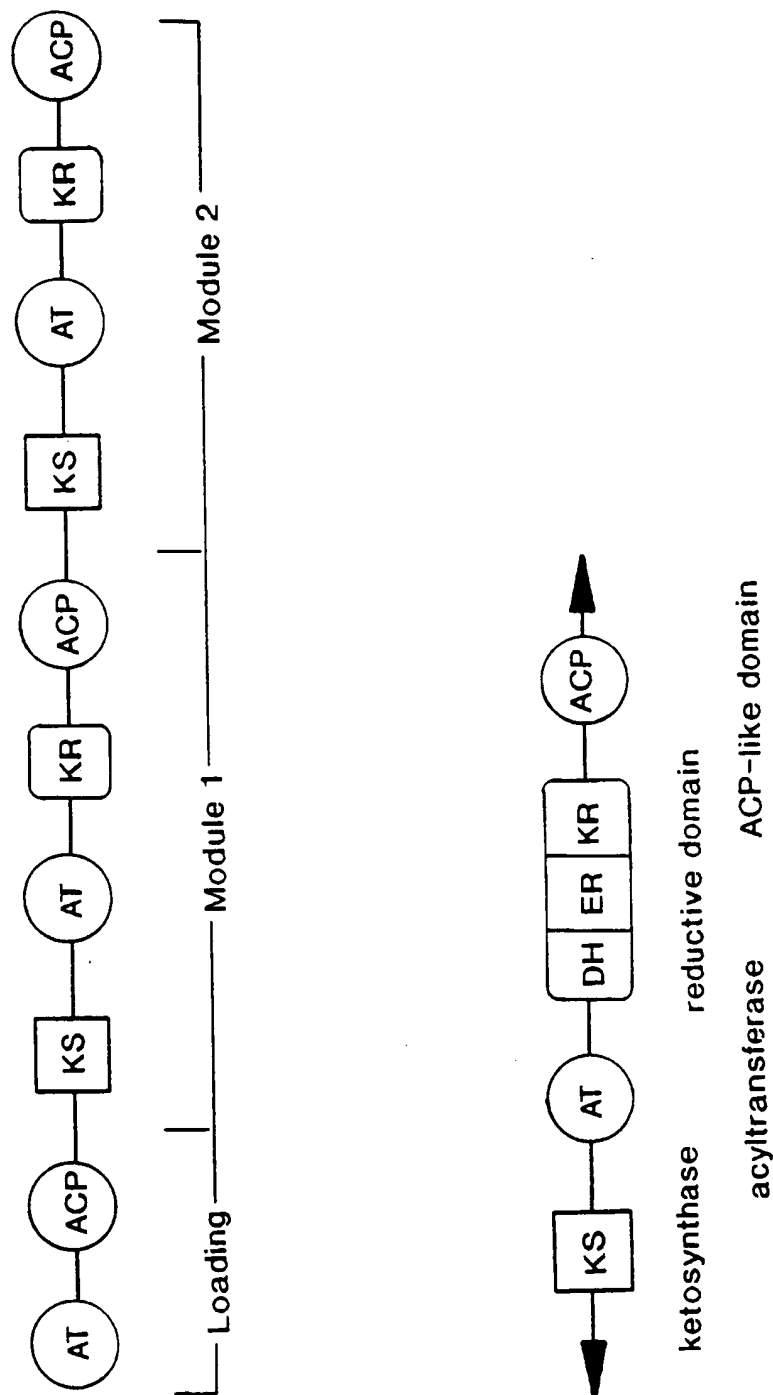 AT ACP KS AT KR ACP KS AT KR ACP
Loading Module 1 Module 2
KS AT DH ER KR ACP
ketosynthase reductive domain
acyltransferase ACP-like domain